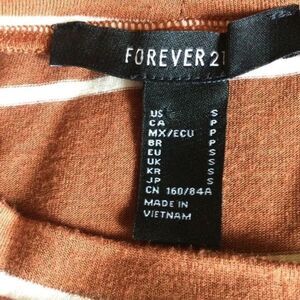 FOREVER 21
US S
CA P
MX/ECU P
BR P
EU S
UK S
KR S
JP S
CN 160/84A
MADE IN
VIETNAM